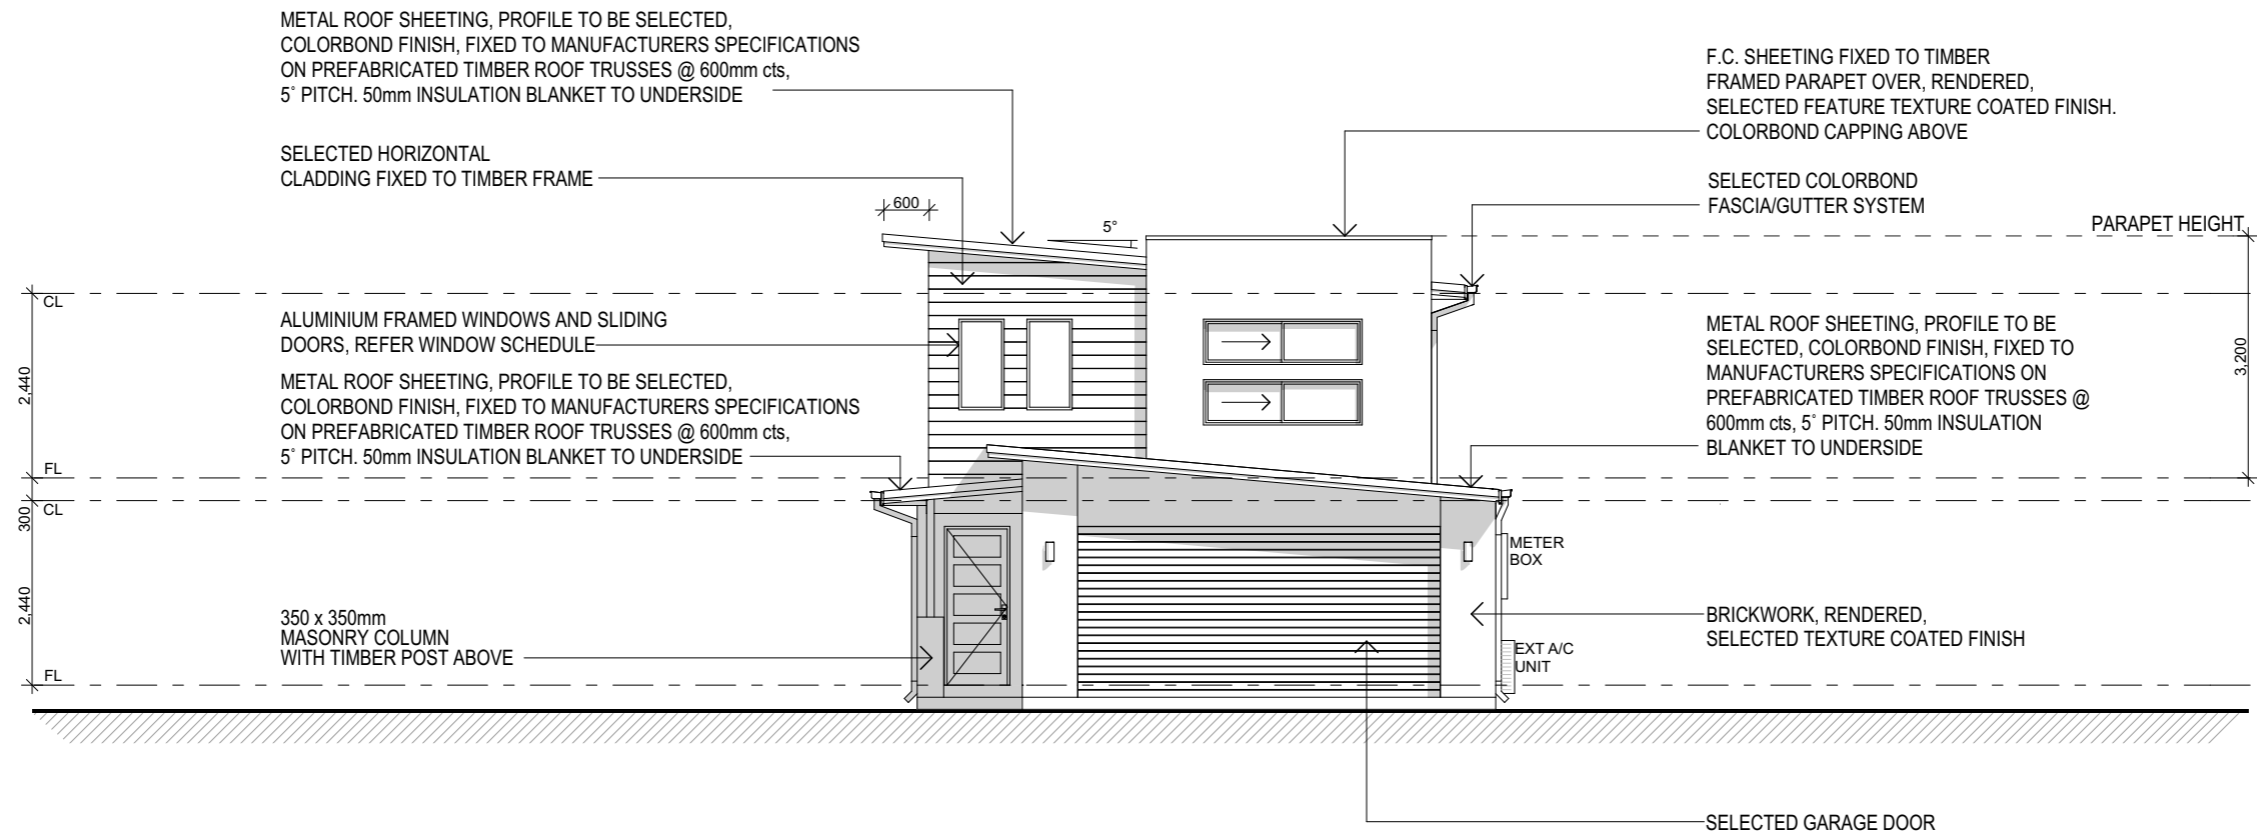 METAL ROOF SHEETING, PROFILE TO BE SELECTED,
COLORBOND FINISH, FIXED TO MANUFACTURERS SPECIFICATIONS
ON PREFABRICATED TIMBER ROOF TRUSSES @ 600mm cts,
5° PITCH. 50mm INSULATION BLANKET TO UNDERSIDE
SELECTED HORIZONTAL
CLADDING FIXED TO TIMBER FRAME
600
5°
F.C. SHEETING FIXED TO TIMBER
FRAMED PARAPET OVER, RENDERED,
SELECTED FEATURE TEXTURE COATED FINISH.
COLORBOND CAPPING ABOVE
SELECTED COLORBOND
FASCIA/GUTTER SYSTEM
PARAPET HEIGHT
CL
ALUMINIUM FRAMED WINDOWS AND SLIDING
DOORS, REFER WINDOW SCHEDULE
METAL ROOF SHEETING, PROFILE TO BE SELECTED,
COLORBOND FINISH, FIXED TO MANUFACTURERS SPECIFICATIONS
ON PREFABRICATED TIMBER ROOF TRUSSES @ 600mm cts,
5° PITCH. 50mm INSULATION BLANKET TO UNDERSIDE
METAL ROOF SHEETING, PROFILE TO BE
SELECTED, COLORBOND FINISH, FIXED TO
MANUFACTURERS SPECIFICATIONS ON
PREFABRICATED TIMBER ROOF TRUSSES @
600mm cts, 5° PITCH. 50mm INSULATION
BLANKET TO UNDERSIDE
3,200
2,440
FL
300
CL
METER
BOX
2,440
350 x 350mm
MASONRY COLUMN
WITH TIMBER POST ABOVE
BRICKWORK, RENDERED,
SELECTED TEXTURE COATED FINISH
EXT A/C
UNIT
FL
SELECTED GARAGE DOOR